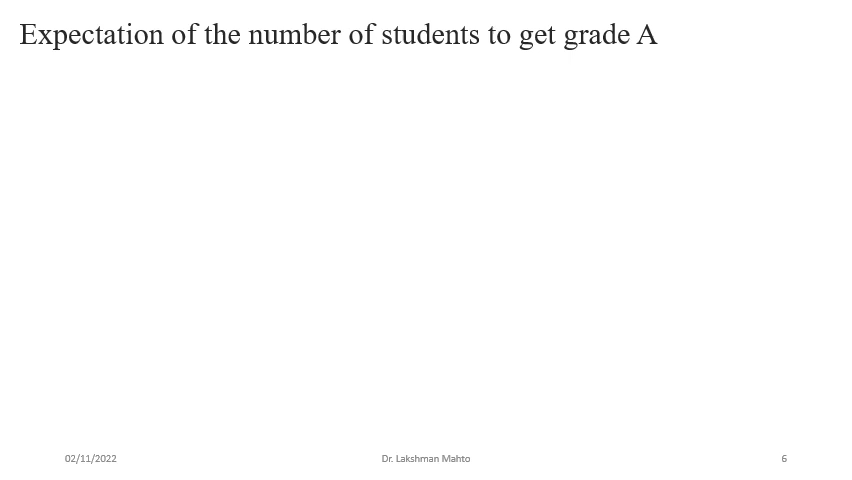 Expectation of the number of students to get grade A
02/11/2022 Dr. Lakshman Mahto 6